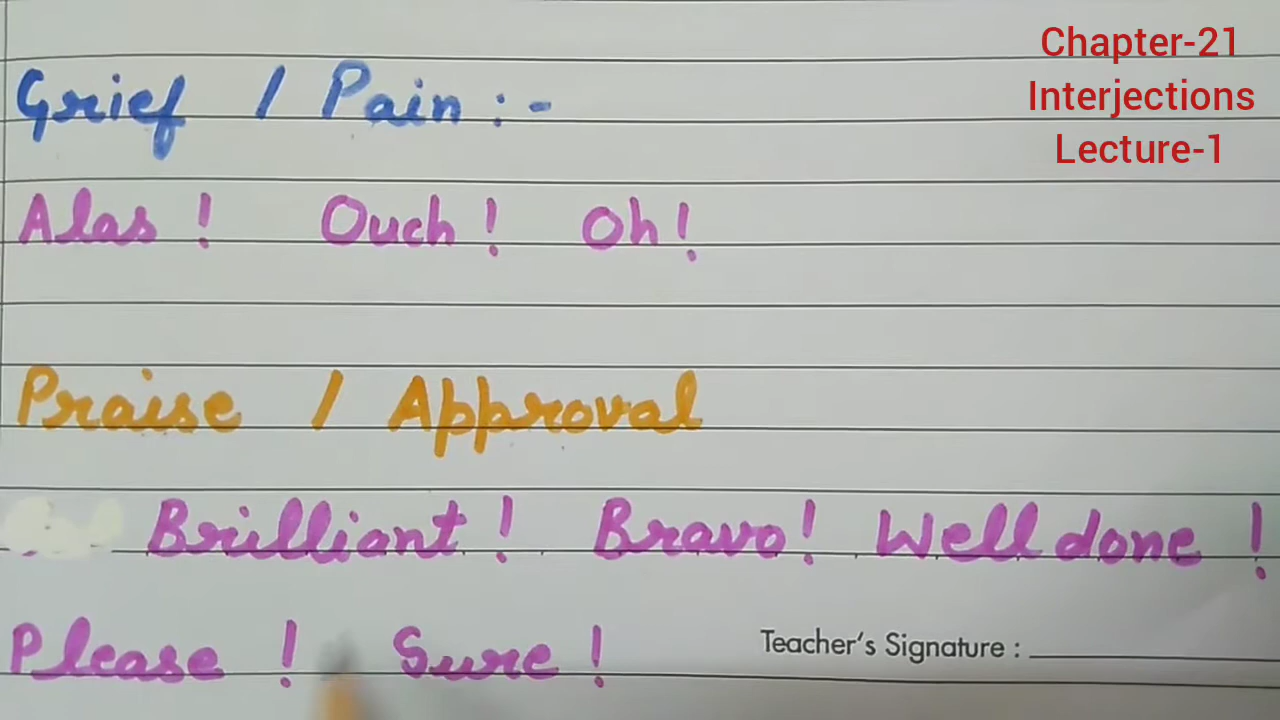 Chapter-21
Interjections
Lecture-1
Grief / Pain :-
Alas ! Ouch ! Oh !
Praise / Approval
Brilliant ! Bravo ! Well done !
Please ! Sure !
Teacher's Signature : ____________